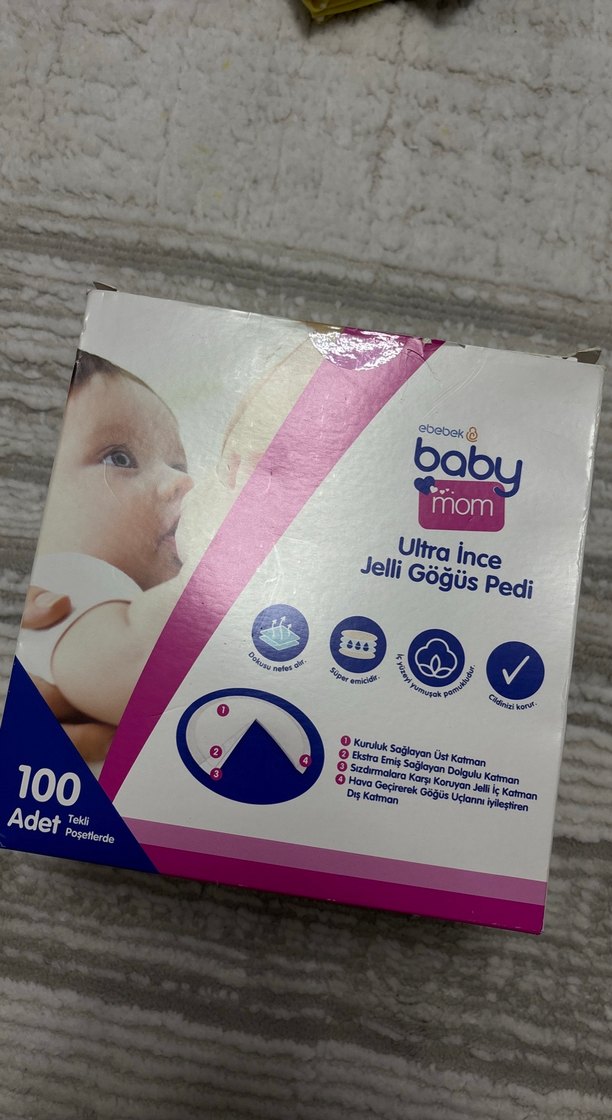 ebebek
baby
mom
Ultra İnce
Jelli Göğüs Pedi
Dokusu nefes alır.
Süper emicidir.
İç yüzeyi yumuşak pamukludur.
Cildinizi korur.
1
2
3
4
1 Kuruluk Sağlayan Üst Katman
2 Ekstra Emiş Sağlayan Dolgulu Katman
3 Sızdırmalara Karşı Koruyan Jelli İç Katman
4 Hava Geçirerek Göğüs Uçlarını iyileştiren
Dış Katman
100
Adet Tekli
Poşetlerde